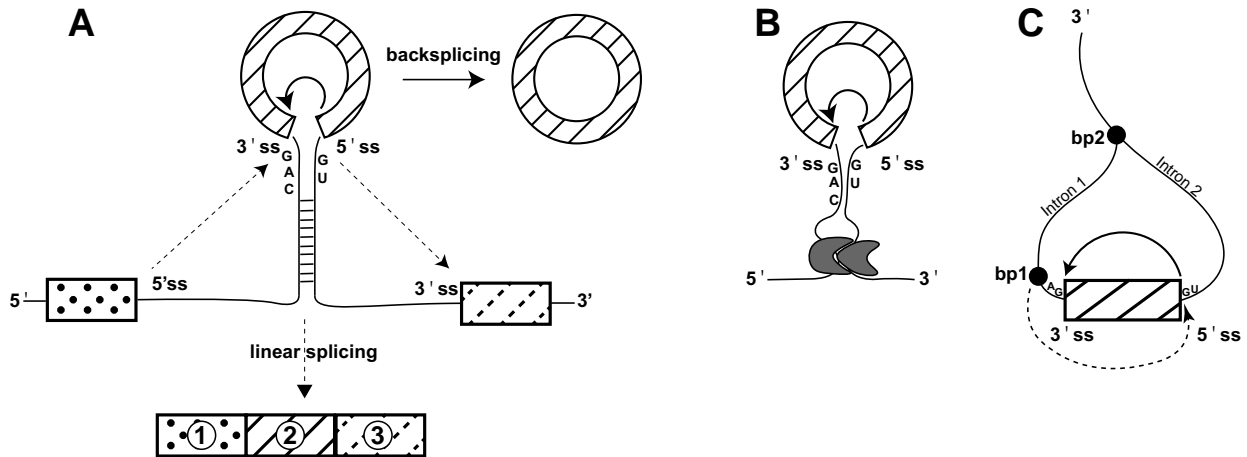 A
backsplicing
3' ss
5' ss
G
A
C
G
U
5'
5'ss
3' ss
3'
linear splicing
1
2
3
B
3' ss
5' ss
G
A
C
G
U
5'
3'
C
3'
bp2
Intron 1
Intron 2
bp1
AG
GU
3' ss
5' ss